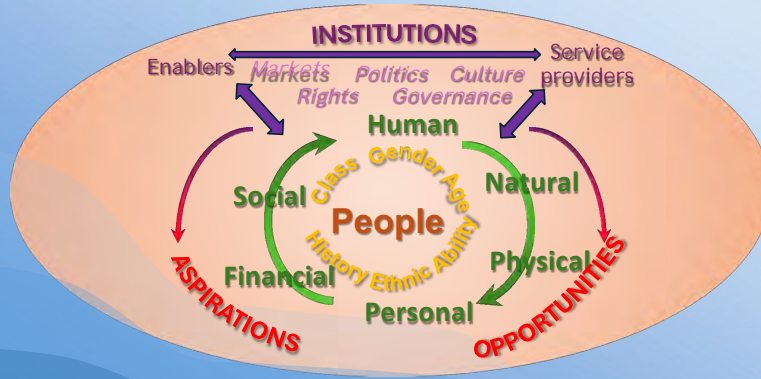 INSTITUTIONS
Enablers
Service
providers
Markets Politics Culture
Rights Governance
Human
Social
Class Gender Age
Natural
People
History Ethnic Ability
Financial
Physical
Personal
ASPIRATIONS
OPPORTUNITIES